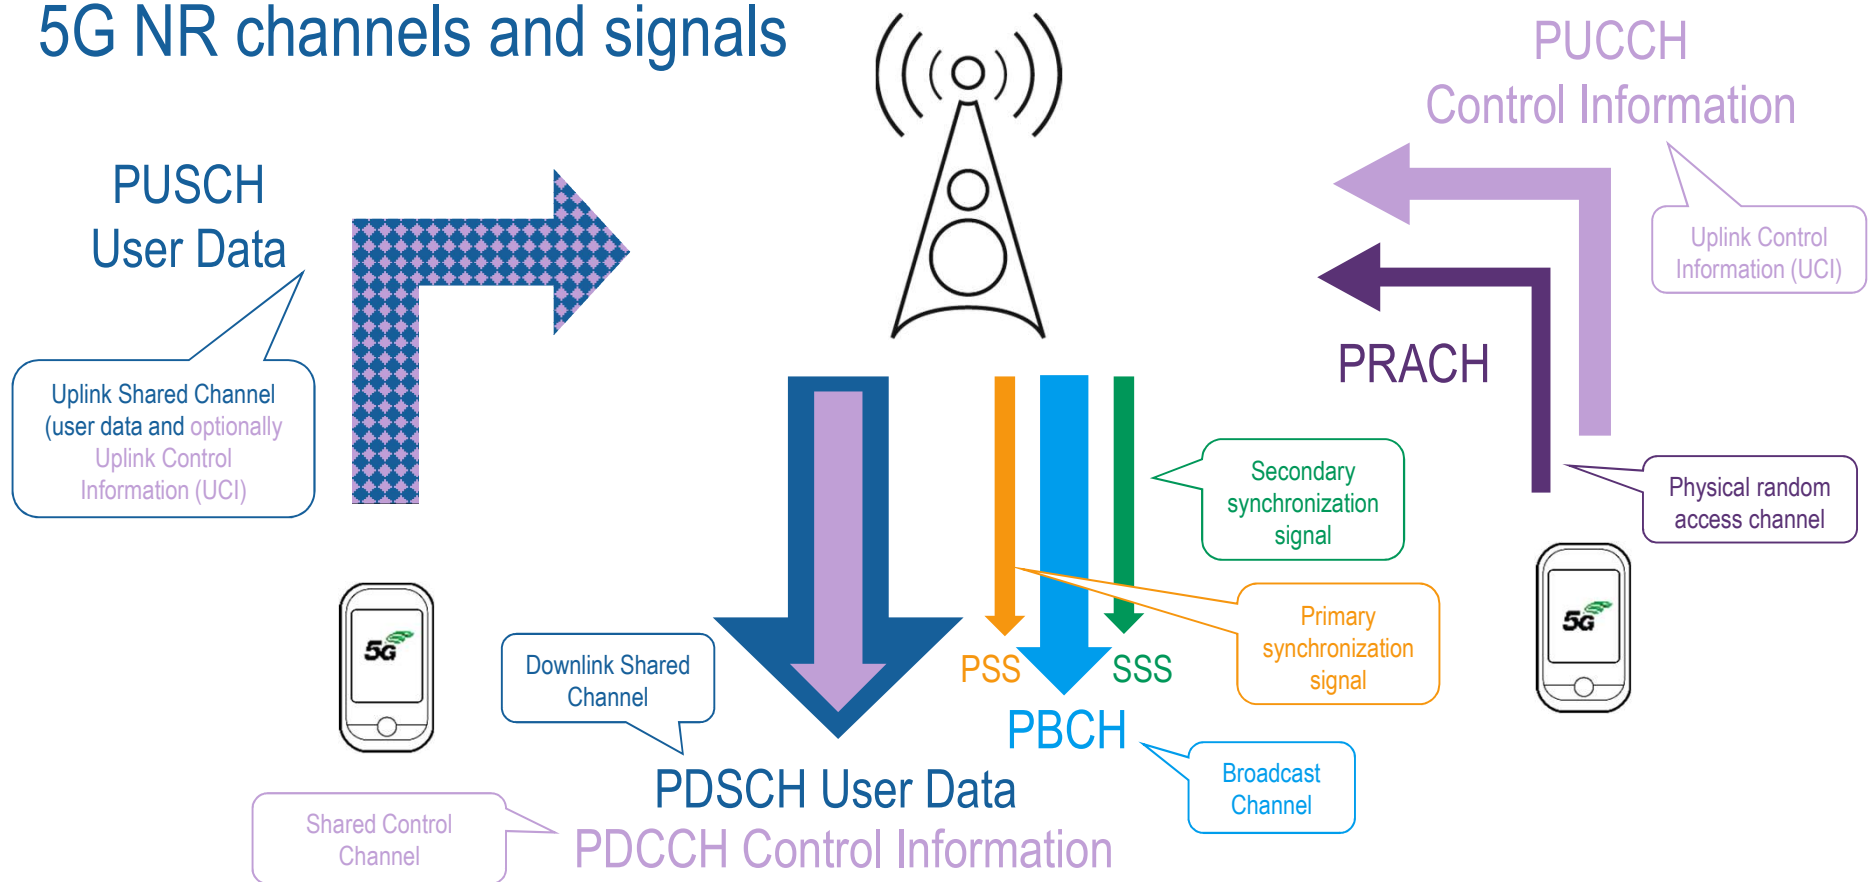 5G NR channels and signals
PUCCH
Control Information
PUSCH
User Data
Uplink Control
Information (UCI)
PRACH
Uplink Shared Channel
(user data and optionally
Uplink Control
Information (UCI)
Secondary
synchronization
signal
Physical random
access channel
5G
5G
Primary
synchronization
signal
Downlink Shared
Channel
PSS
SSS
PBCH
PDSCH User Data
Broadcast
Channel
Shared Control
Channel
PDCCH Control Information